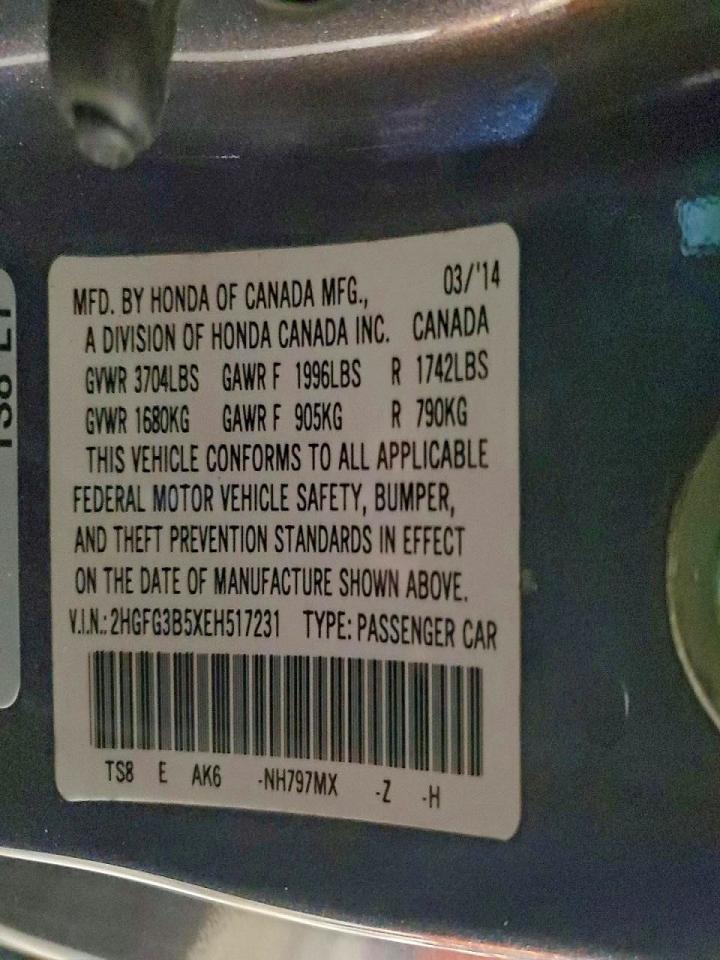 MFD. BY HONDA OF CANADA MFG., 03/'14
A DIVISION OF HONDA CANADA INC. CANADA
GVWR 3704LBS GAWR F 1996LBS R 1742LBS
GVWR 1680KG GAWR F 905KG R 790KG
THIS VEHICLE CONFORMS TO ALL APPLICABLE
FEDERAL MOTOR VEHICLE SAFETY, BUMPER,
AND THEFT PREVENTION STANDARDS IN EFFECT
ON THE DATE OF MANUFACTURE SHOWN ABOVE.
V.I.N.: 2HGFG3B5XEH517231 TYPE: PASSENGER CAR
TS8 E AK6 -NH797MX -Z -H